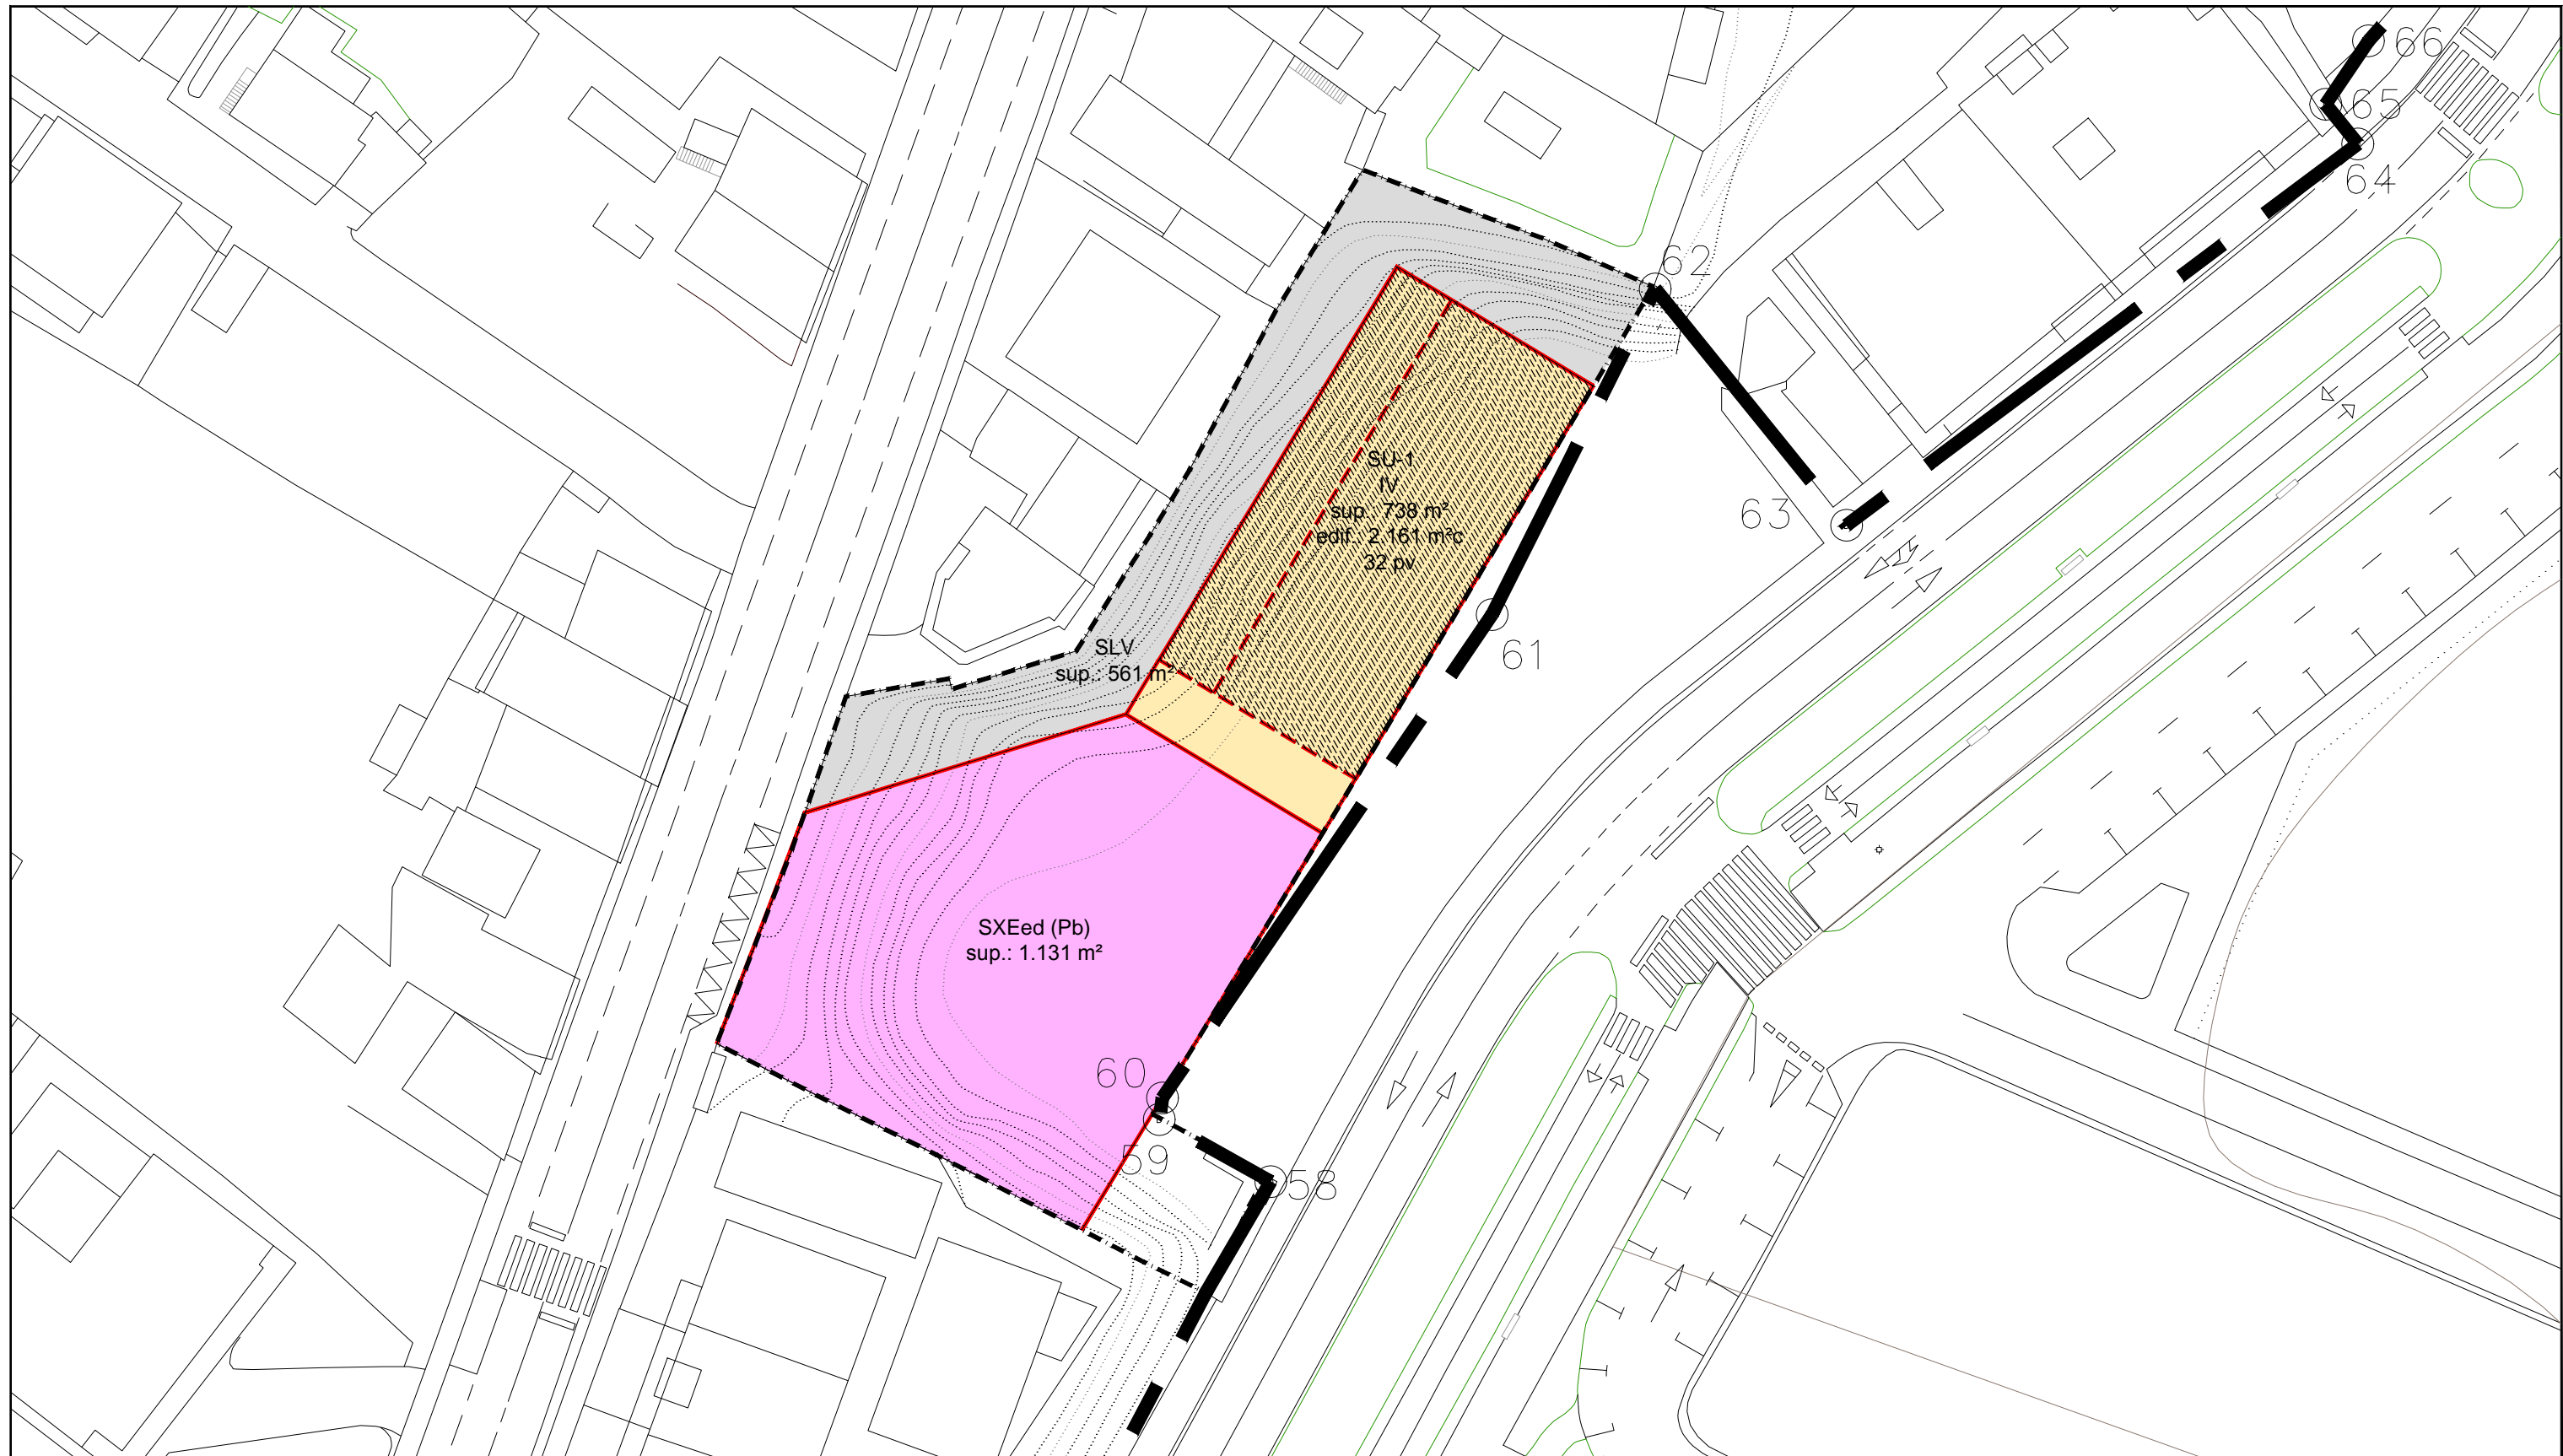 66
65
64
62
63
SU-1
IV
sup.: 738 m²
edif.: 2.161 m²c
32 pv
61
SLV
sup.: 561 m²
SXEed (Pb)
sup.: 1.131 m²
60
59
58